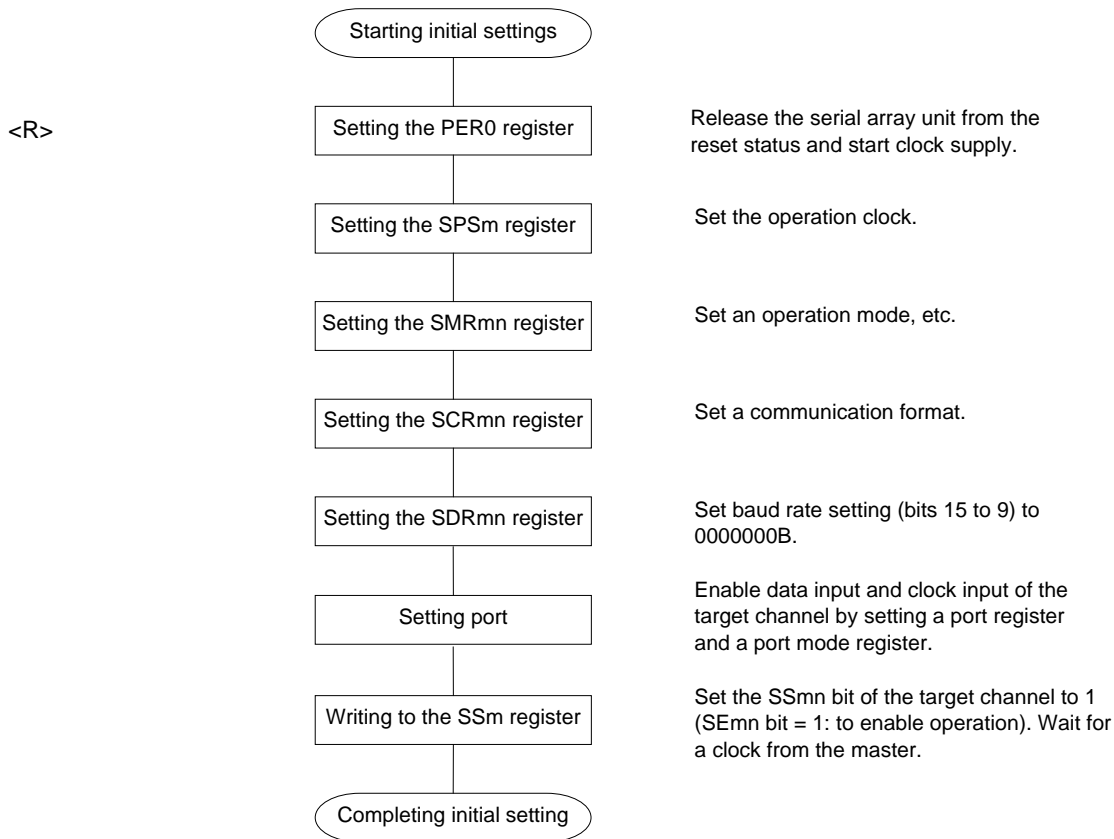 Starting initial settings
<R>
Setting the PER0 register
Release the serial array unit from the
reset status and start clock supply.
Setting the SPSm register
Set the operation clock.
Setting the SMRmn register
Set an operation mode, etc.
Setting the SCRmn register
Set a communication format.
Setting the SDRmn register
Set baud rate setting (bits 15 to 9) to
0000000B.
Setting port
Enable data input and clock input of the
target channel by setting a port register
and a port mode register.
Writing to the SSm register
Set the SSmn bit of the target channel to 1
(SEmn bit = 1: to enable operation). Wait for
a clock from the master.
Completing initial setting